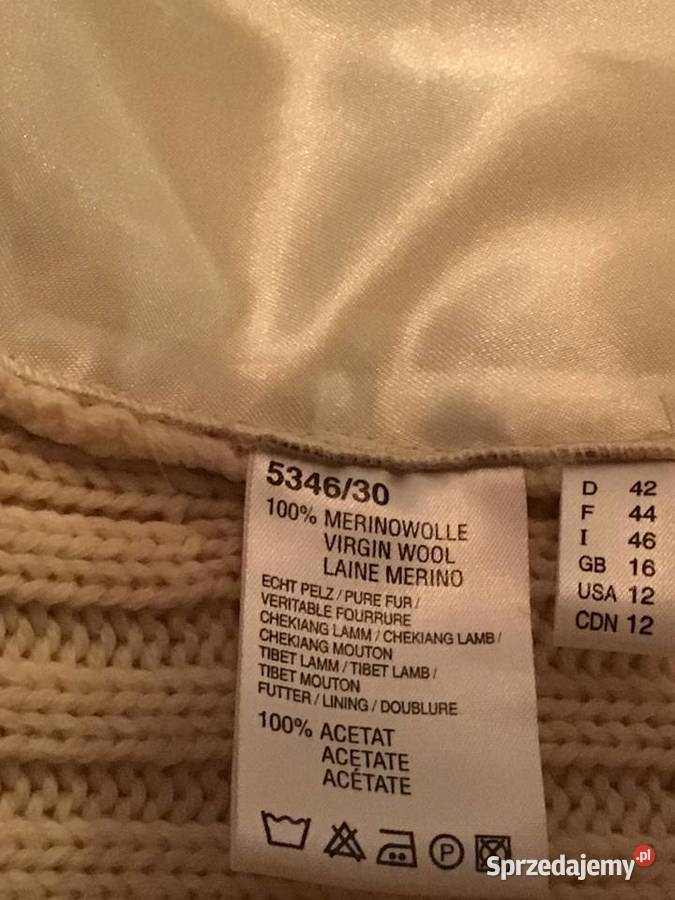 5346/30
100% MERINOWOLLE
VIRGIN WOOL
LAINE MERINO
ECHT PELZ / PURE FUR /
VERITABLE FOURRURE
CHEKIANG LAMM / CHEKIANG LAMB /
CHEKIANG MOUTON
TIBET LAMM / TIBET LAMB /
TIBET MOUTON
FUTTER / LINING / DOUBLURE
100% ACETAT
ACETATE
ACÉTATE
P
D 42
F 44
I 46
GB 16
USA 12
CDN 12
Sprzedajemy.pl